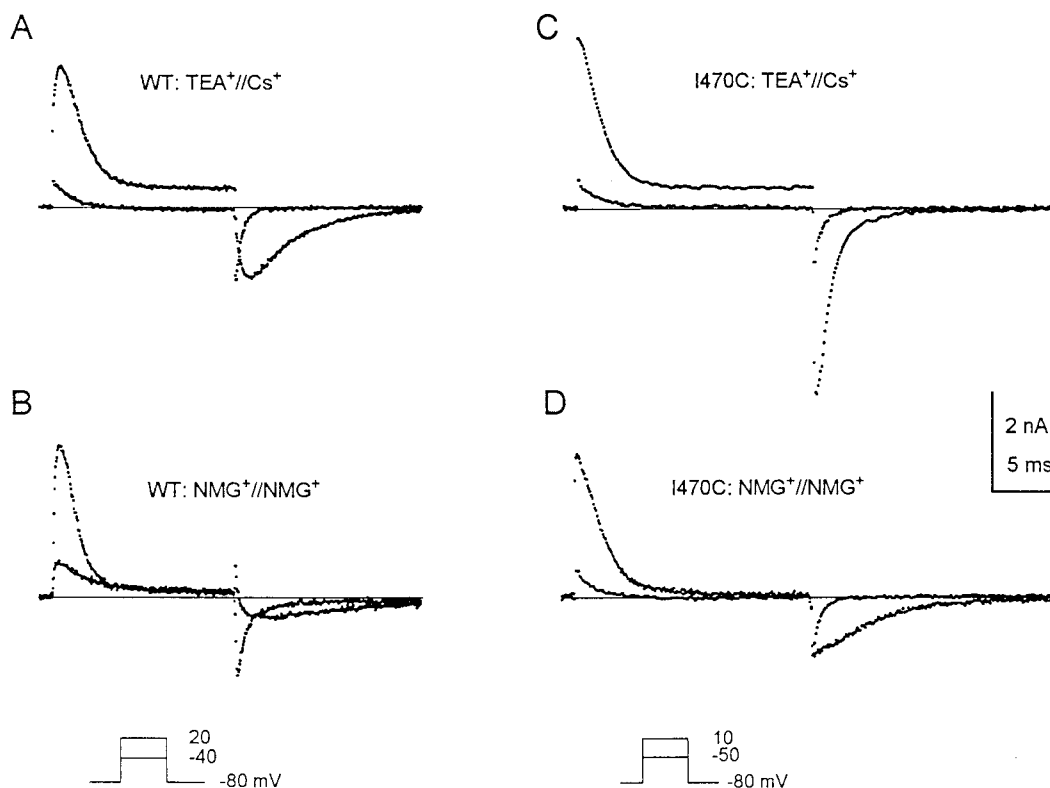 A
WT: TEA⁺//Cs⁺
C
I470C: TEA⁺//Cs⁺
B
WT: NMG⁺//NMG⁺
D
I470C: NMG⁺//NMG⁺
2 nA
5 ms
20
-40
-80 mV
10
-50
-80 mV